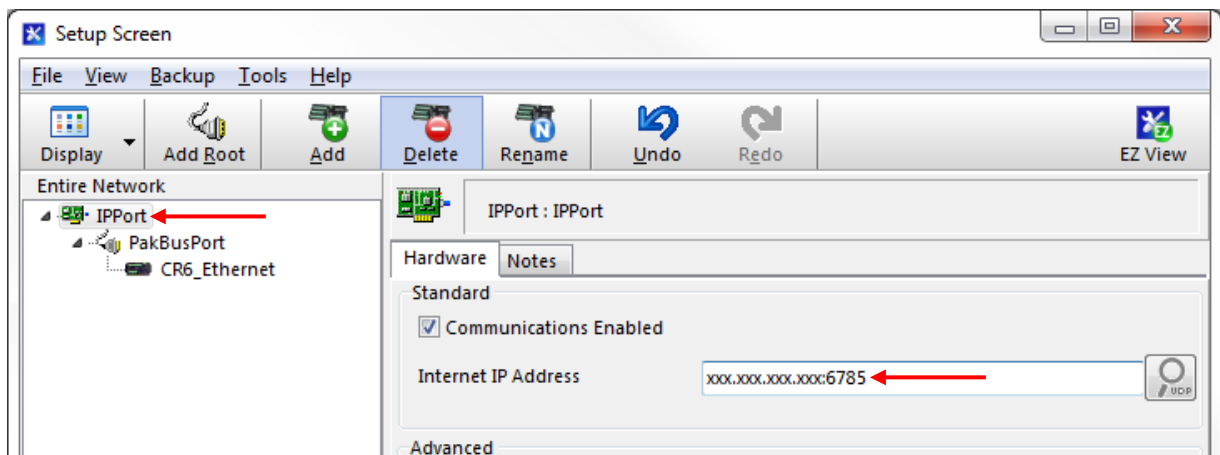 Setup Screen
File View Backup Tools Help
Display Add Root Add Delete Rename Undo Redo EZ View
Entire Network
IPPort
PakBusPort
CR6_Ethernet
IPPort : IPPort
Hardware Notes
Standard
Communications Enabled
Internet IP Address xxx.xxx.xxx.xxx:6785 UDP
Advanced